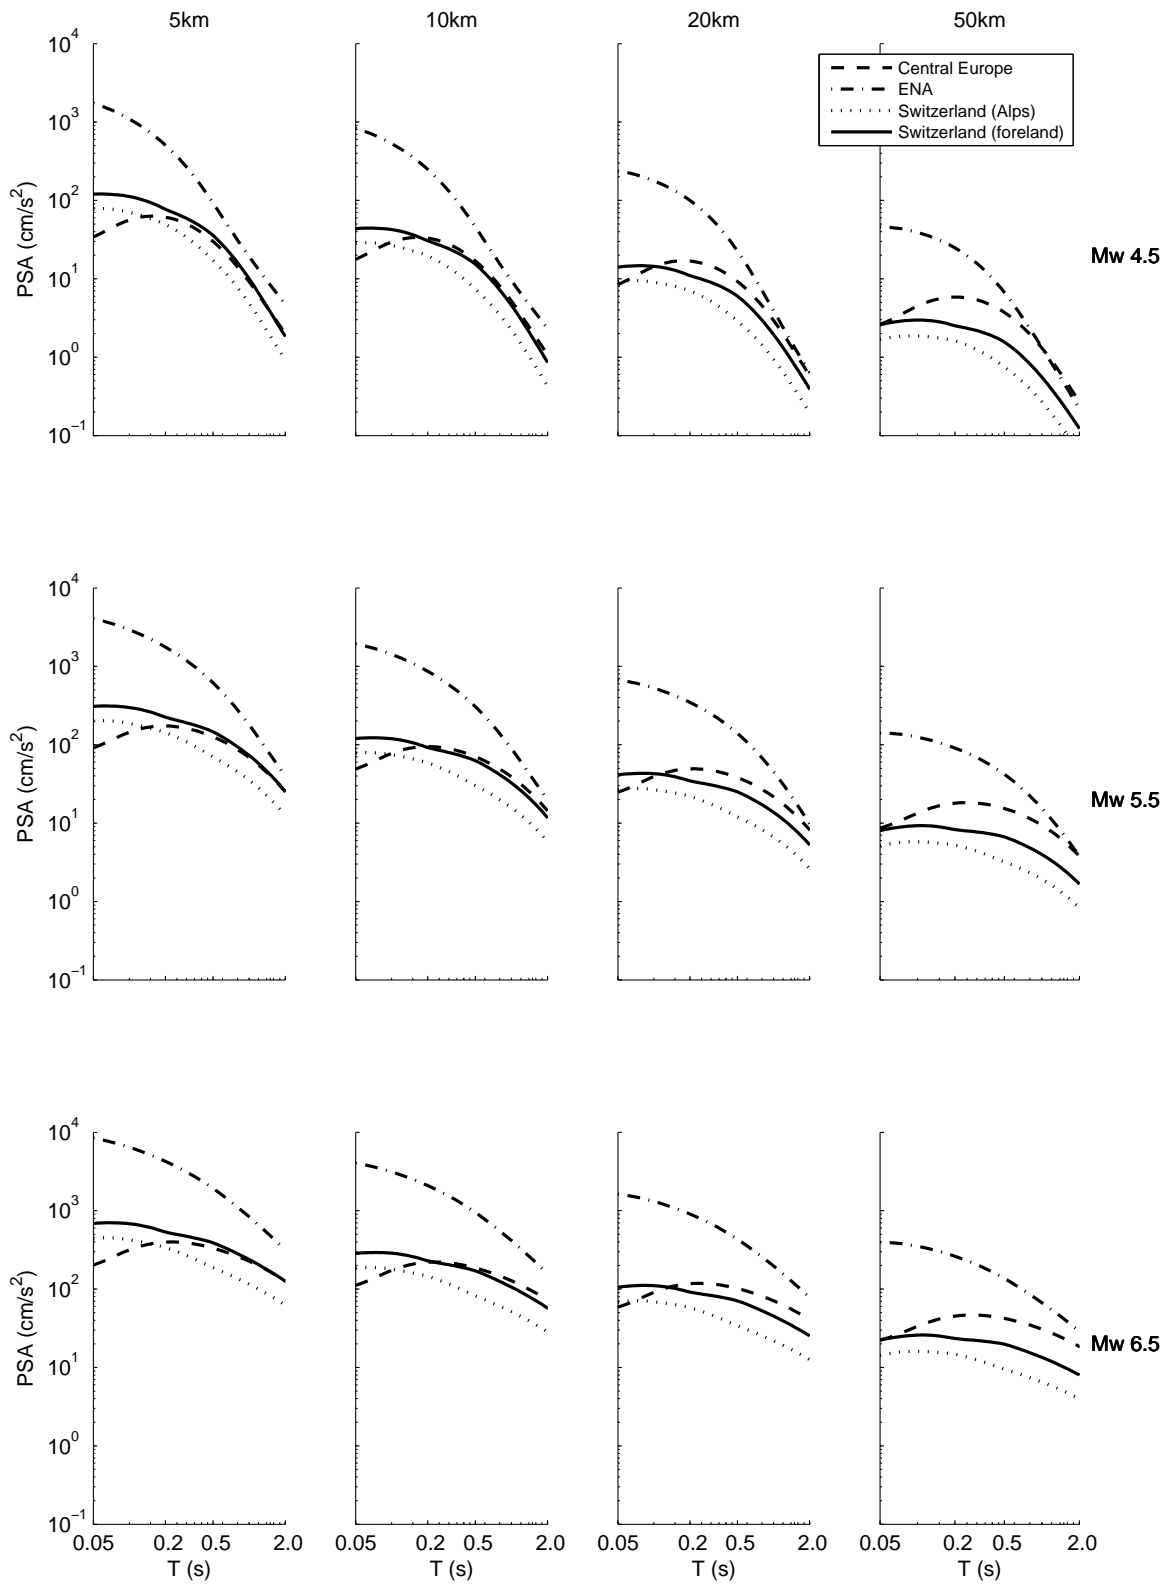 5km 10km 20km 50km
10^4
10^3
10^2
10^1
10^0
10^−1
PSA (cm/s^2)
Central Europe
ENA
Switzerland (Alps)
Switzerland (foreland)
Mw 4.5
10^4
10^3
10^2
10^1
10^0
10^−1
PSA (cm/s^2)
Mw 5.5
10^4
10^3
10^2
10^1
10^0
10^−1
PSA (cm/s^2)
Mw 6.5
0.05 0.2 0.5 2.0 0.05 0.2 0.5 2.0 0.05 0.2 0.5 2.0 0.05 0.2 0.5 2.0
T (s) T (s) T (s) T (s)